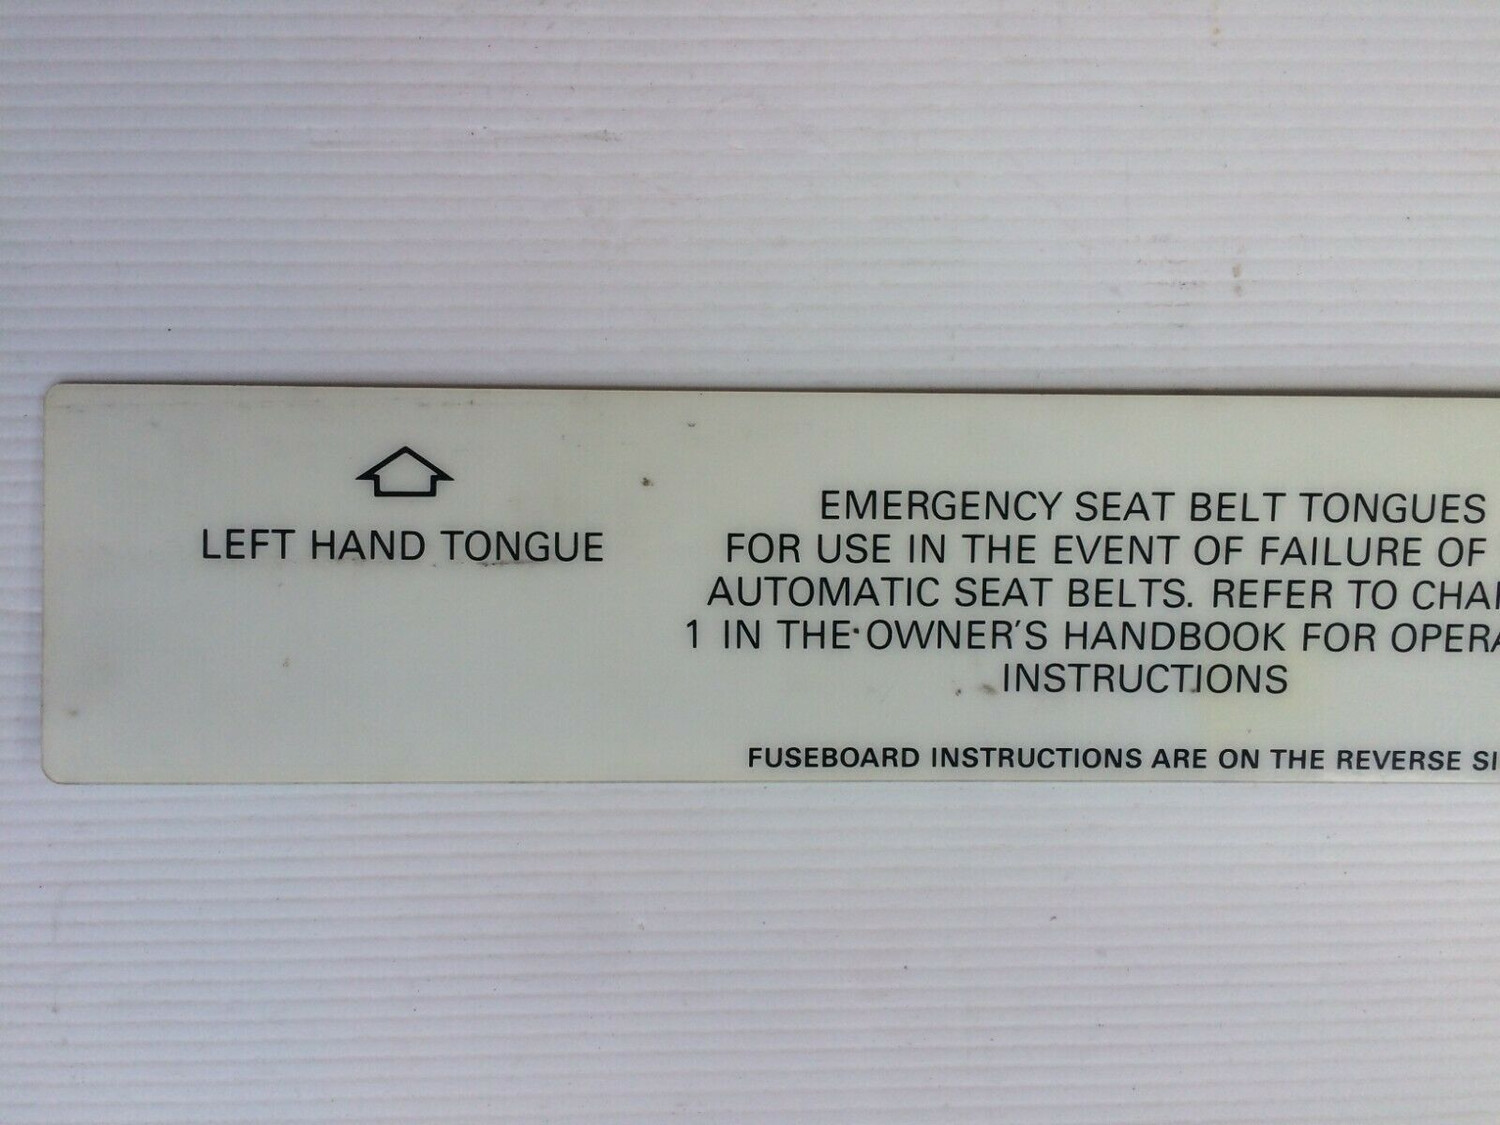 LEFT HAND TONGUE
EMERGENCY SEAT BELT TONGUES
FOR USE IN THE EVENT OF FAILURE OF
AUTOMATIC SEAT BELTS. REFER TO
1 IN THE OWNER'S HANDBOOK FOR
INSTRUCTIONS
FUSEBOARD INSTRUCTIONS ARE ON THE REVERSE